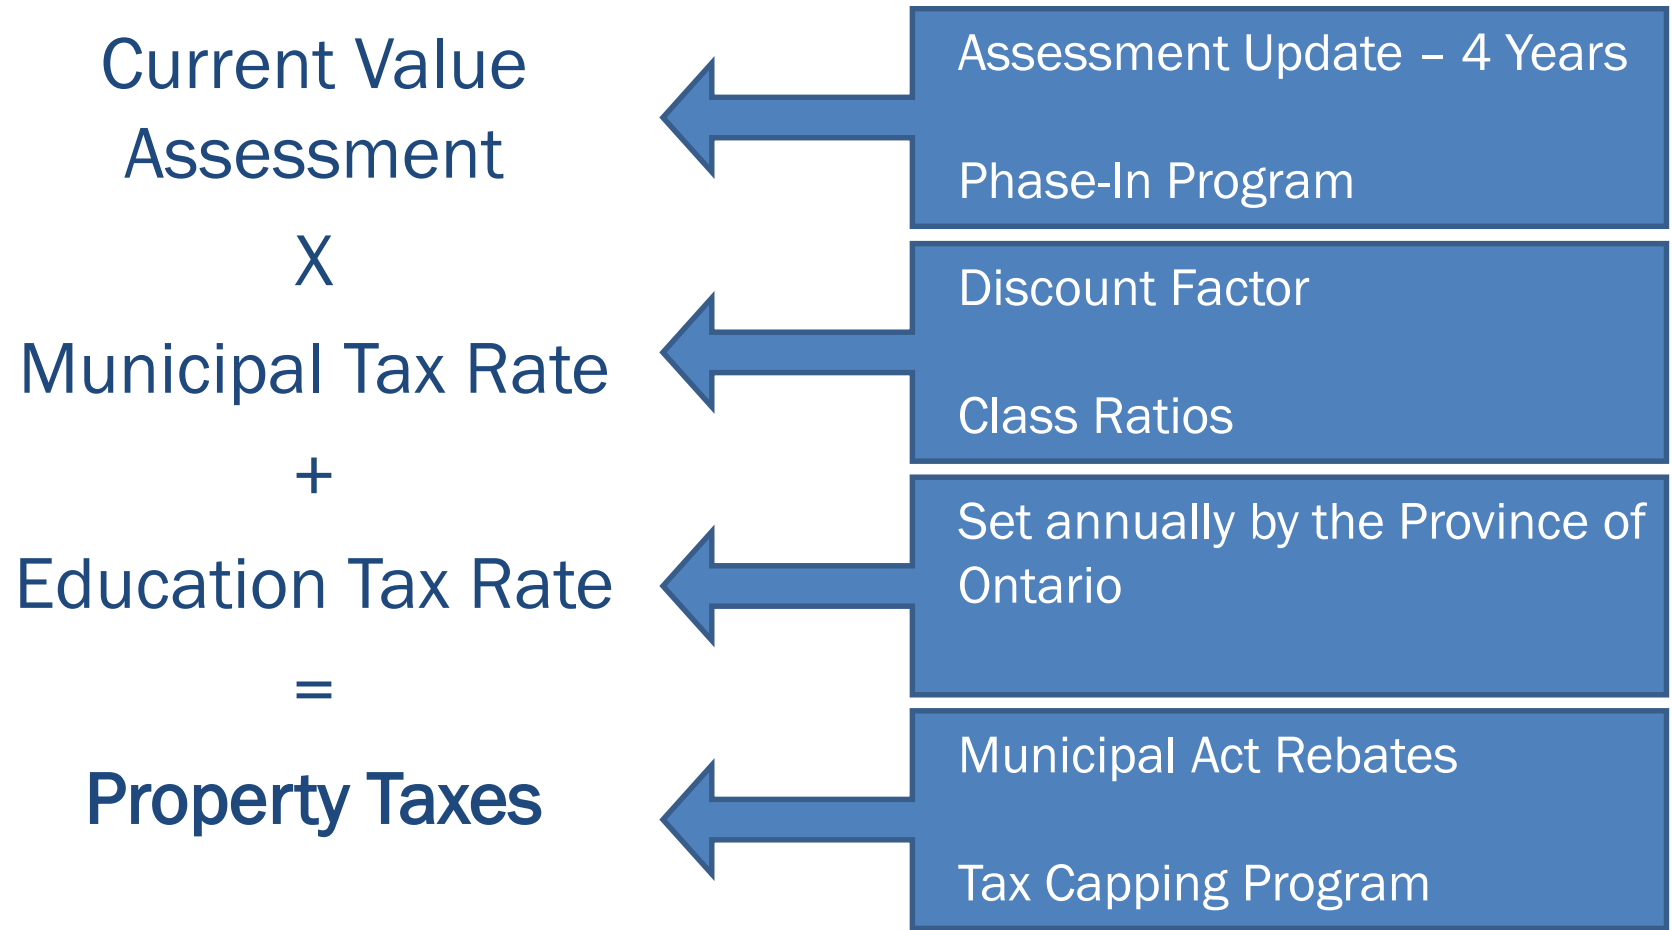 Current Value
Assessment
X
Municipal Tax Rate
+
Education Tax Rate
=
Property Taxes
Assessment Update – 4 Years
Phase-In Program
Discount Factor
Class Ratios
Set annually by the Province of
Ontario
Municipal Act Rebates
Tax Capping Program